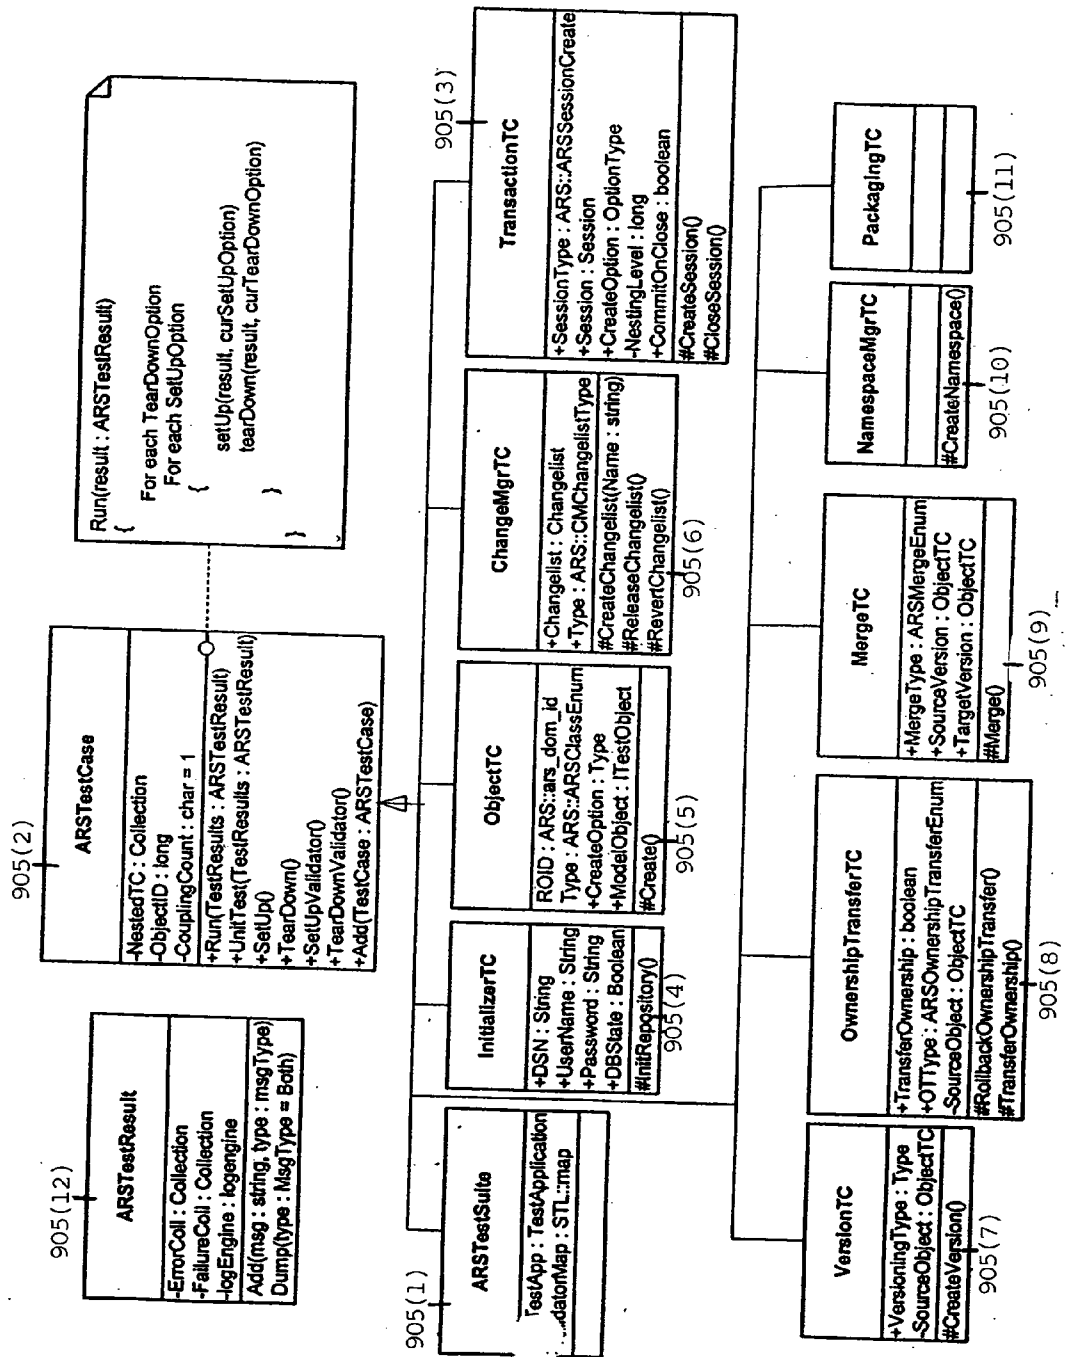 905(12)
ARSTestResult
-ErrorColl : Collection
-FailureColl : Collection
-logEngine : logengine
Add(msg : string, type : msgType)
Dump(type : MsgType = Both)
905(2)
ARSTestCase
-NestedTC : Collection
-ObjectID : long
-CouplingCount : char = 1
+Run(TestResults : ARSTestResult)
+UnitTest(TestResults : ARSTestResult)
+SetUp()
+TearDown()
+SetUpValidator()
+TearDownValidator()
+Add(TestCase : ARSTestCase)
Run(result : ARSTestResult)
{
For each TearDownOption
For each SetUpOption
{
setUp(result, curSetUpOption)
tearDown(result, curTearDownOption)
}
}
905(1)
ARSTestSuite
TestApp : TestApplication
idatorMap : STL::map
InitializerTC
+DSN : String
+UserName : String
+Password : String
+DBState : Boolean
#InitRepository()
905(4)
ObjectTC
ROID : ARS::ars_dom_id
Type : ARS::ARSClassEnum
+CreateOption : Type
+ModelObject : ITestObject
#Create()
905(5)
ChangeMgrTC
+Changelist : Changelist
+Type : ARS::CMChangelistType
#CreateChangelist(Name : string)
#ReleaseChangelist()
#RevertChangelist()
905(6)
905(3)
TransactionTC
+SessionType : ARS::ARSSessionCreate
+Session : Session
+CreateOption : OptionType
-NestingLevel : long
+CommitOnClose : boolean
#CreateSession()
#CloseSession()
VersionTC
+VersioningType : Type
-SourceObject : ObjectTC
#CreateVersion()
905(7)
OwnershipTransferTC
+TransferOwnership : boolean
+OTType : ARSOwnershipTransferEnum
-SourceObject : ObjectTC
#RollbackOwnershipTransfer()
#TransferOwnership()
905(8)
MergeTC
+MergeType : ARSMergeEnum
+SourceVersion : ObjectTC
+TargetVersion : ObjectTC
#Merge()
905(9)
NamespaceMgrTC
#CreateNamespace()
905(10)
PackagingTC
905(11)